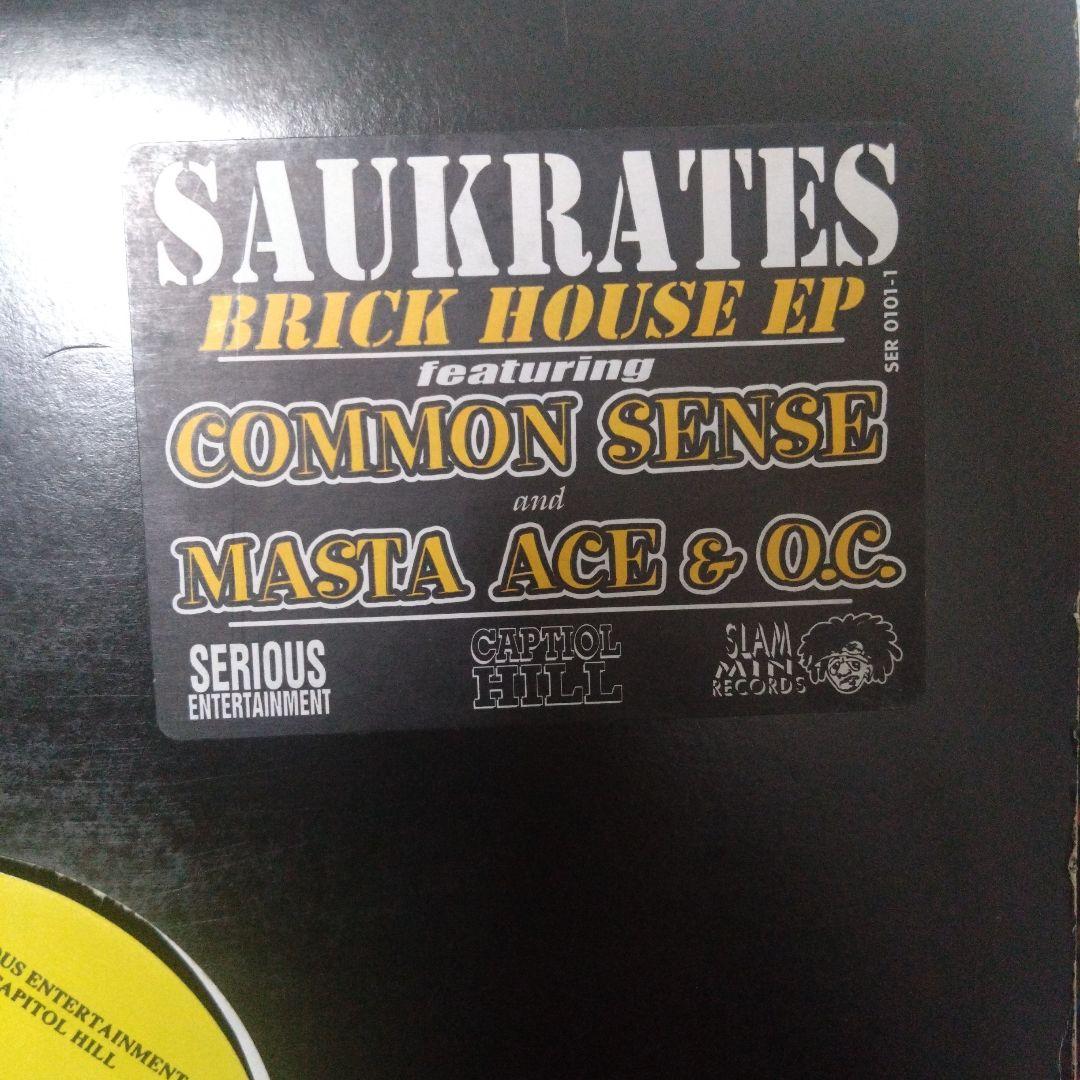 SAUKRATES
BRICK HOUSE EP
SER 0101-1
featuring
COMMON SENSE
and
MASTA ACE & O.C.
SERIOUS
ENTERTAINMENT
CAPTIOL
HILL
SLAM
MIN
RECORDS
OUS ENTERTAINMENT
CAPITOL HILL